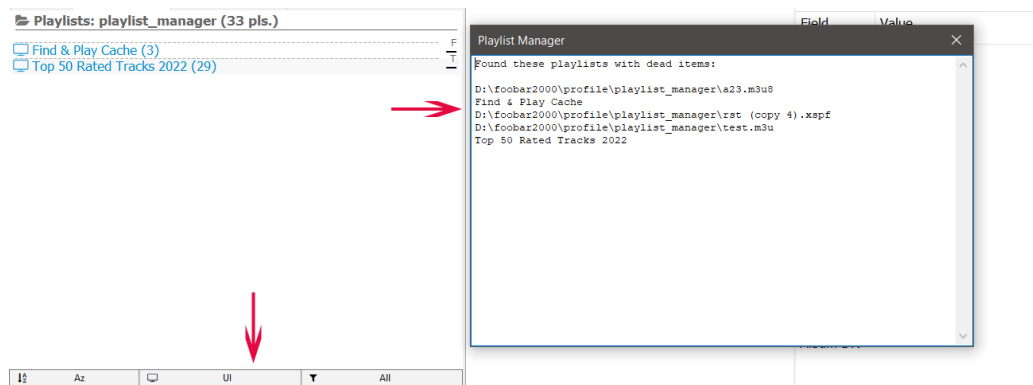 Playlists: playlist_manager (33 pls.)
F
Find & Play Cache (3)
T
Top 50 Rated Tracks 2022 (29)
Az
UI
All
Field Value
Playlist Manager
Found these playlists with dead items:
D:\foobar2000\profile\playlist_manager\a23.m3u8
Find & Play Cache
D:\foobar2000\profile\playlist_manager\rst (copy 4).xspf
D:\foobar2000\profile\playlist_manager\test.m3u
Top 50 Rated Tracks 2022